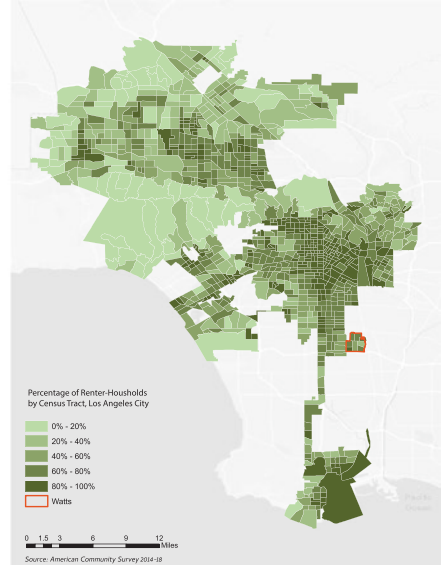 Percentage of Renter-Housholds
by Census Tract, Los Angeles City
0% - 20%
20% - 40%
40% - 60%
60% - 80%
80% - 100%
Watts
0 1.5 3 6 9 12
Miles
Source: American Community Survey 2014-18